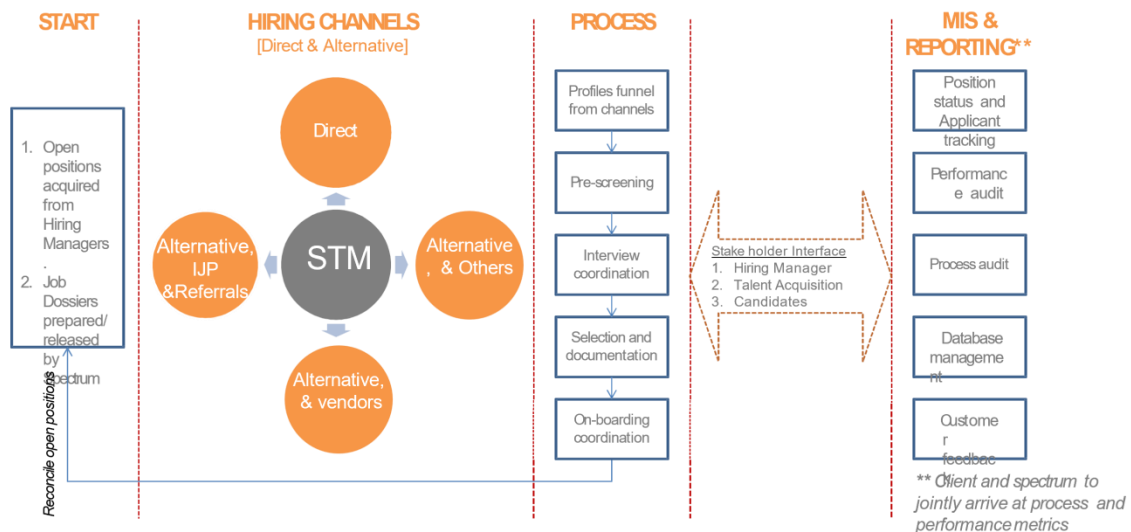 START
1. Open
positions
acquired
from
Hiring
Managers
.
2. Job
Dossiers
prepared/
released
by
Spectrum
Reconcile open positions
HIRING CHANNELS
[Direct & Alternative]
Direct
Alternative,
IJP
&Referrals
STM
Alternative
, & Others
Alternative,
& vendors
PROCESS
Profiles funnel
from channels
Pre-screening
Interview
coordination
Selection and
documentation
On-boarding
coordination
Stake holder Interface
1. Hiring Manager
2. Talent Acquisition
3. Candidates
MIS &
REPORTING**
Position
status and
Applicant
tracking
Performanc
e audit
Process audit
Database
manageme
nt
Custome
r
feedbac
k
** Client and spectrum to
jointly arrive at process and
performance metrics